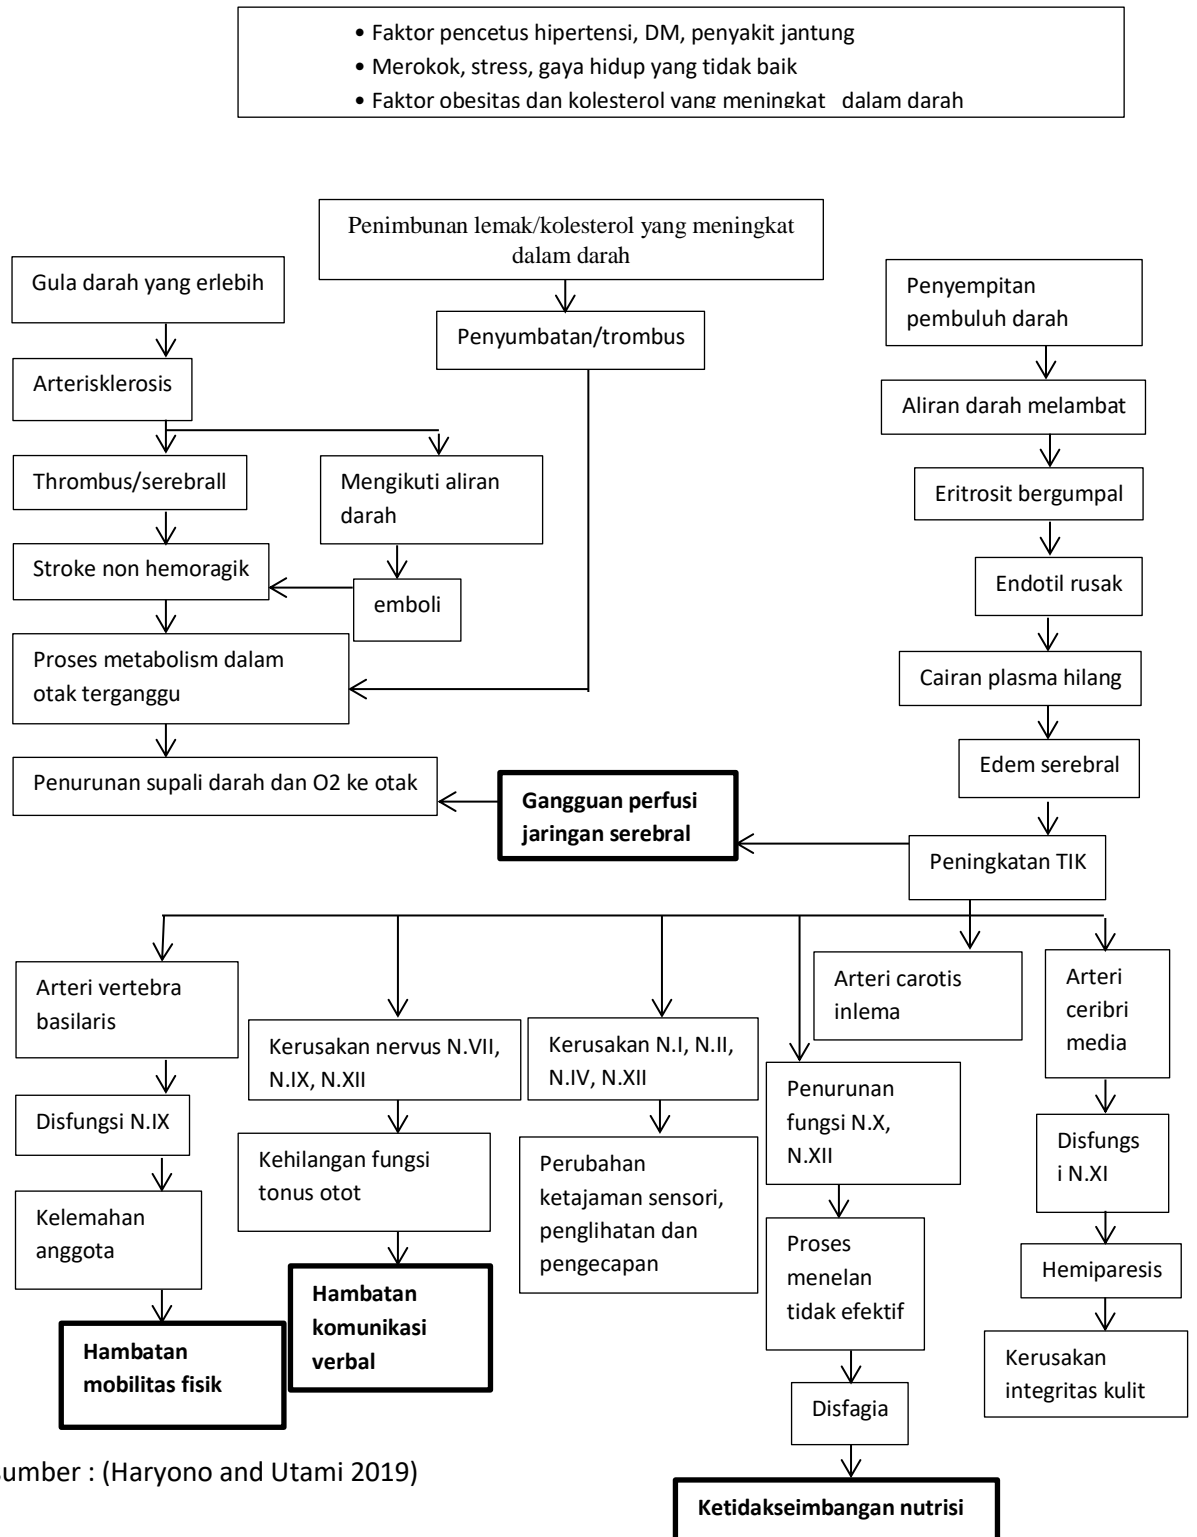 • Faktor pencetus hipertensi, DM, penyakit jantung
• Merokok, stress, gaya hidup yang tidak baik
• Faktor obesitas dan kolesterol yang meningkat dalam darah
Penimbunan lemak/kolesterol yang meningkat
dalam darah
Gula darah yang erlebih
Penyempitan
pembuluh darah
Penyumbatan/trombus
Arterisklerosis
Aliran darah melambat
Thrombus/serebrall
Mengikuti aliran
darah
Eritrosit bergumpal
Stroke non hemoragik
emboli
Endotil rusak
Proses metabolism dalam
otak terganggu
Cairan plasma hilang
Edem serebral
Penurunan supali darah dan O2 ke otak
Gangguan perfusi
jaringan serebral
Peningkatan TIK
Arteri vertebra
basilaris
Kerusakan nervus N.VII,
N.IX, N.XII
Kerusakan N.I, N.II,
N.IV, N.XII
Penurunan
fungsi N.X,
N.XII
Arteri carotis
inlema
Arteri
ceribri
media
Disfungsi N.IX
Kehilangan fungsi
tonus otot
Perubahan
ketajaman sensori,
penglihatan dan
pengecapan
Proses
menelan
tidak efektif
Disfungs
i N.XI
Kelemahan
anggota
Hemiparesis
Hambatan
mobilitas fisik
Hambatan
komunikasi
verbal
Kerusakan
integritas kulit
Disfagia
Ketidakseimbangan nutrisi
sumber : (Haryono and Utami 2019)